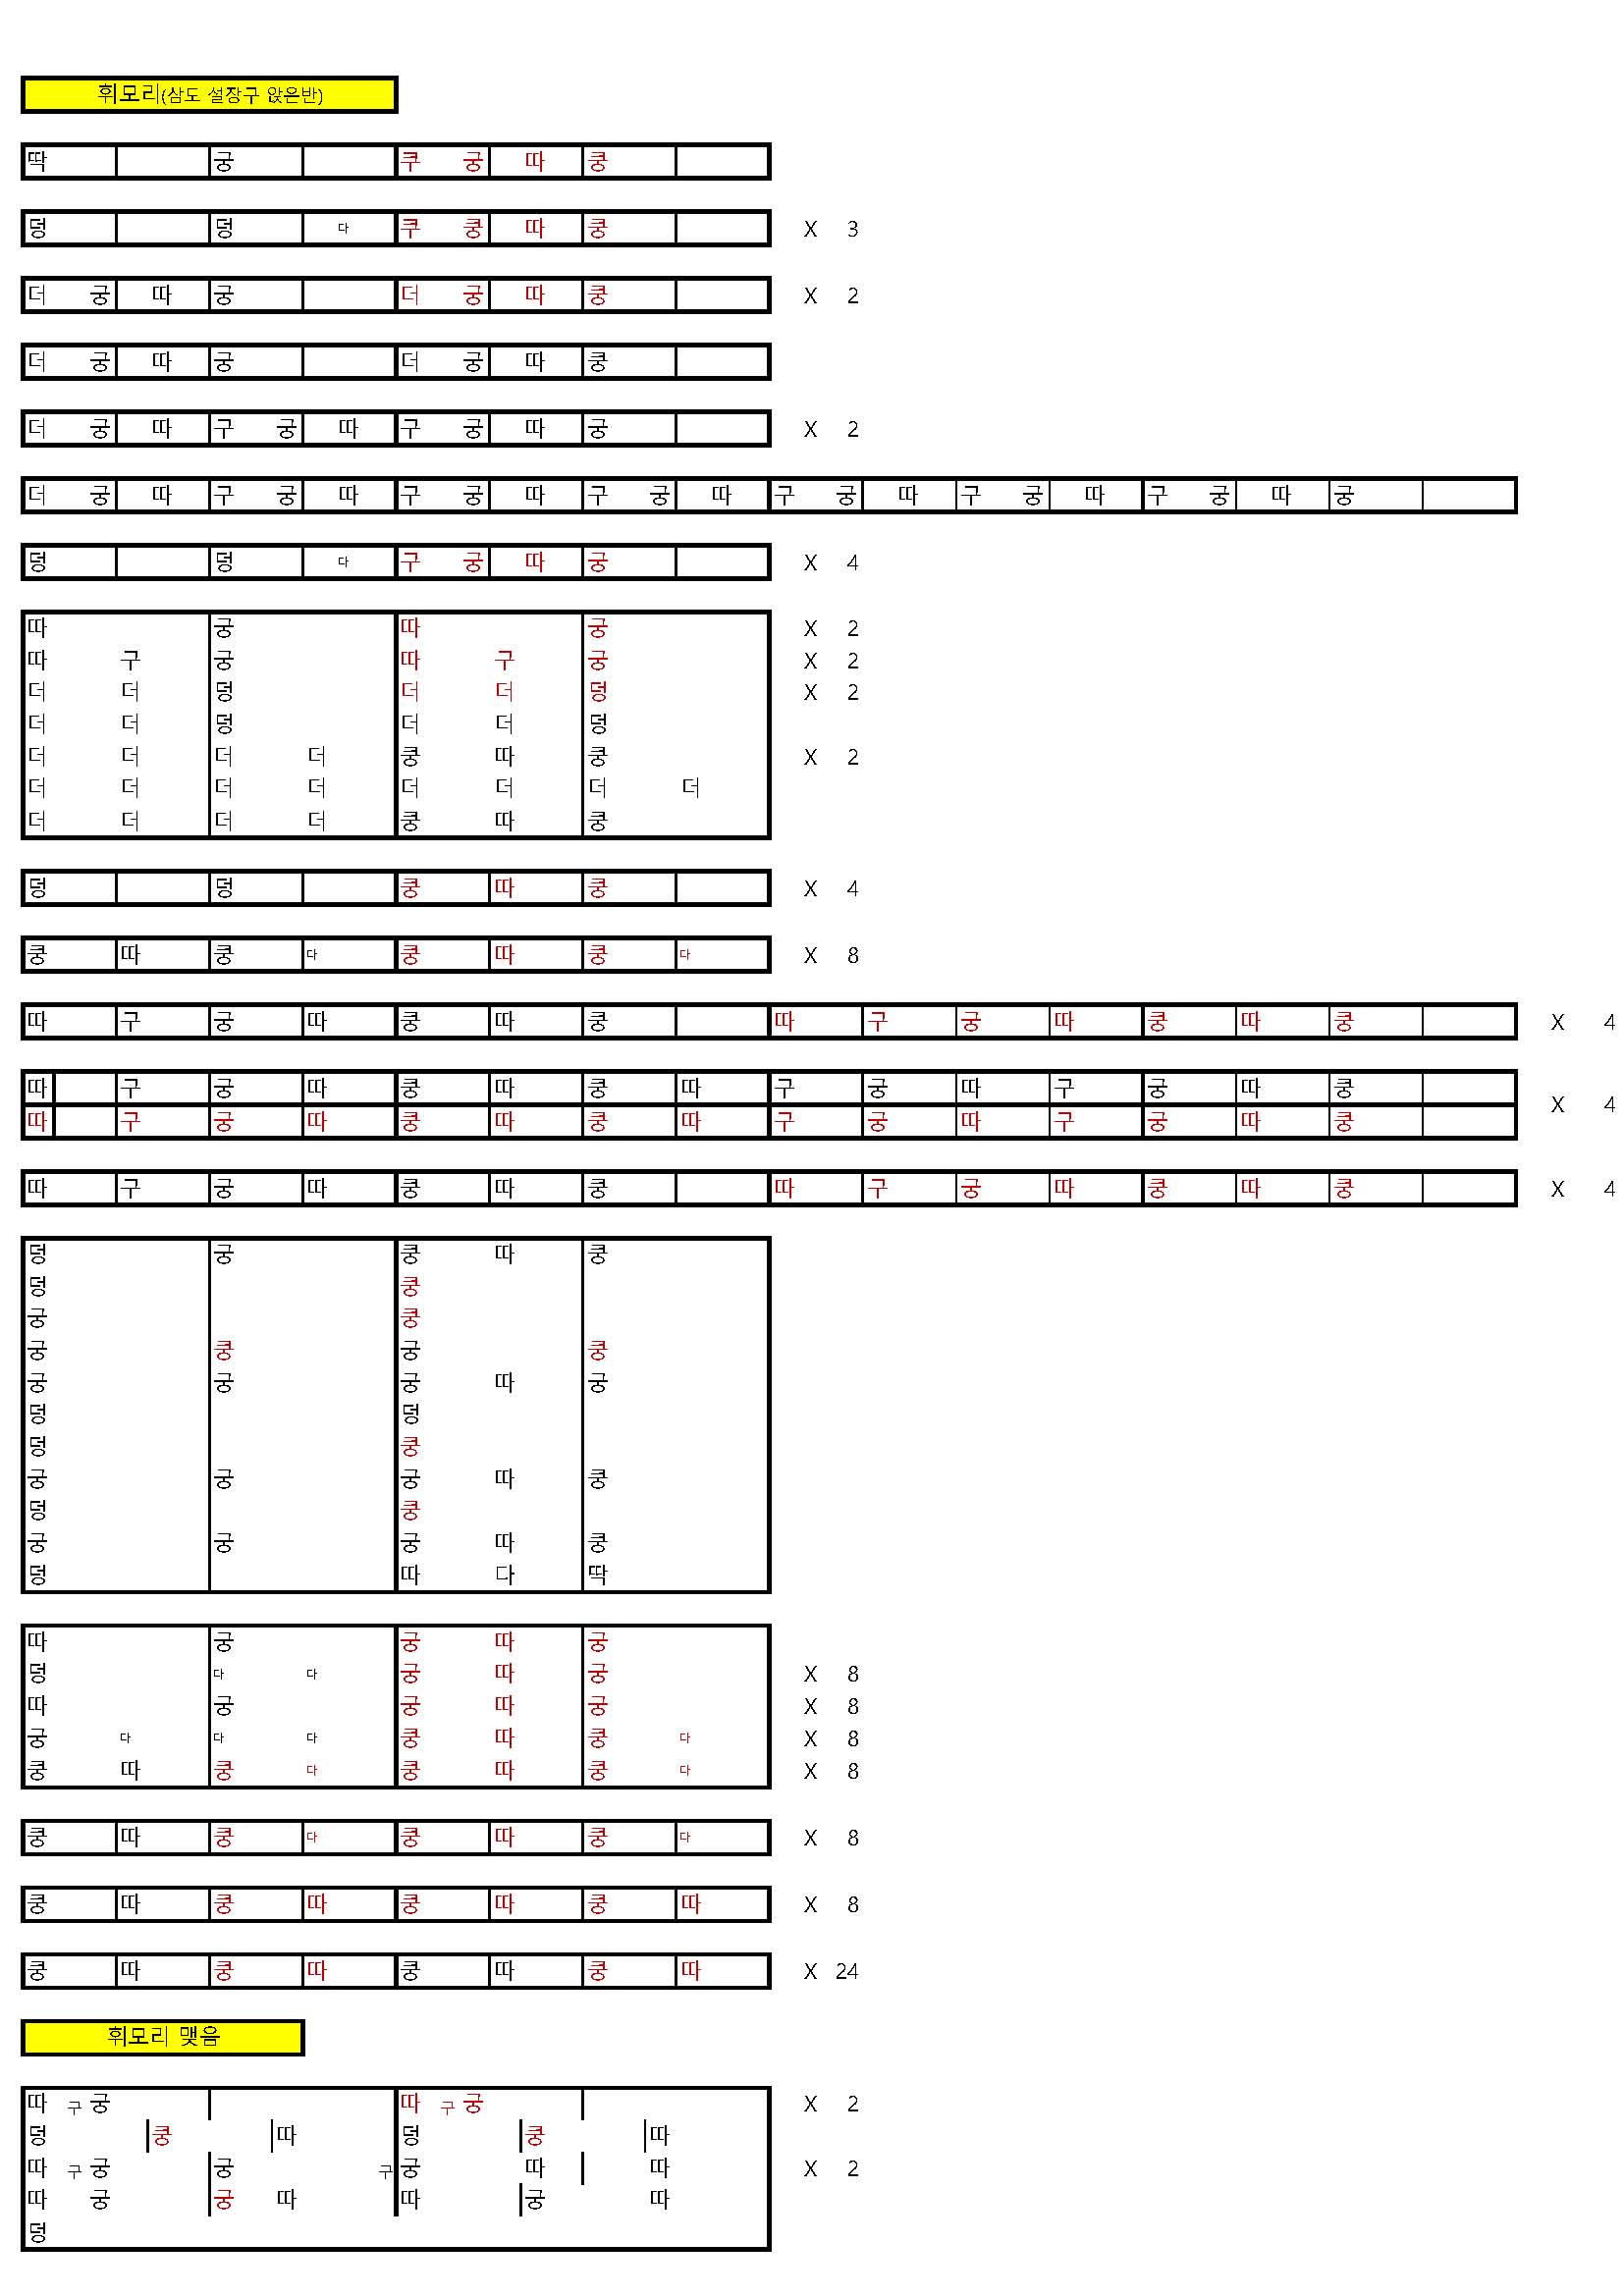 휘모리(삼도 설장구 앉은반)
딱 궁 쿠 궁 따 쿵
덩 덩 다 쿠 쿵 따 쿵 X 3
더 궁 따 궁 더 궁 따 쿵 X 2
더 궁 따 궁 더 궁 따 쿵
더 궁 따 구 궁 따 구 궁 따 궁 X 2
더 궁 따 구 궁 따 구 궁 따 구 궁 따 구 궁 따 구 궁 따 구 궁 따 궁
덩 덩 다 구 궁 따 궁 X 4
따 궁 따 궁 X 2
따 구 궁 따 구 궁 X 2
더 더 덩 더 더 덩 X 2
더 더 덩 더 더 덩
더 더 더 더 쿵 따 쿵 X 2
더 더 더 더 더 더 더 더
더 더 더 더 쿵 따 쿵
덩 덩 쿵 따 쿵 X 4
쿵 따 쿵 다 쿵 따 쿵 다 X 8
따 구 궁 따 쿵 따 쿵 따 구 궁 따 쿵 따 쿵 X 4
따 구 궁 따 쿵 따 쿵 따 구 궁 따 구 궁 따 쿵
따 구 궁 따 쿵 따 쿵 따 구 궁 따 구 궁 따 쿵 X 4
따 구 궁 따 쿵 따 쿵 따 구 궁 따 쿵 따 쿵 X 4
덩 궁 쿵 따 쿵
덩 쿵
궁 쿵
궁 쿵 궁 쿵
궁 궁 궁 따 궁
덩 덩
덩 쿵
궁 궁 궁 따 쿵
덩 쿵
궁 궁 궁 따 쿵
덩 따 다 딱
따 궁 궁 따 궁
덩 다 다 궁 따 궁 X 8
따 궁 궁 따 궁 X 8
궁 다 다 다 쿵 따 쿵 다 X 8
쿵 따 쿵 다 쿵 따 쿵 다 X 8
쿵 따 쿵 다 쿵 따 쿵 다 X 8
쿵 따 쿵 따 쿵 따 쿵 따 X 8
쿵 따 쿵 따 쿵 따 쿵 따 X 24
휘모리 맺음
따 구 궁 따 구 궁 X 2
덩 쿵 따 덩 쿵 따
따 구 궁 궁 구 궁 따 따 X 2
따 궁 궁 따 따 궁 따
덩